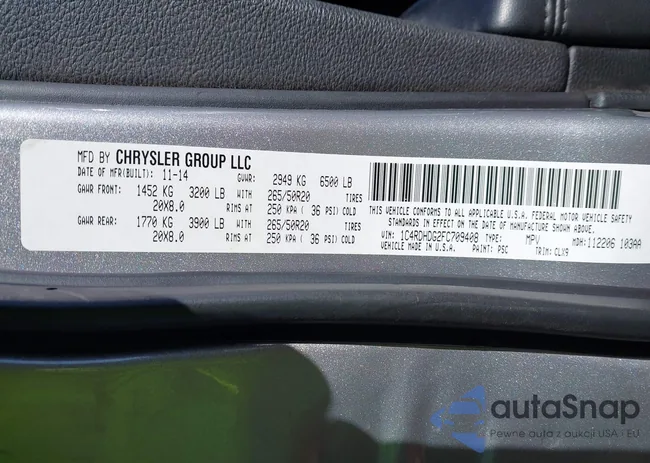 MFD BY CHRYSLER GROUP LLC
DATE OF MFR(BUILT): 11-14 GVWR: 2949 KG 6500 LB
GAWR FRONT: 1452 KG 3200 LB WITH 265/50R20 TIRES
20X8.0 RIMS AT 250 KPA ( 36 PSI) COLD
GAWR REAR: 1770 KG 3900 LB WITH 265/50R20 TIRES
20X8.0 RIMS AT 250 KPA ( 36 PSI) COLD
THIS VEHICLE CONFORMS TO ALL APPLICABLE U.S.A. FEDERAL MOTOR VEHICLE SAFETY
STANDARDS IN EFFECT ON THE DATE OF MANUFACTURE SHOWN ABOVE.
VIN: 1C4RDHDG2FC709408 TYPE: MPV MDH:112206 103AA
VEHICLE MADE IN U.S.A. PAINT: PSC TRIM: CLX9
autaSnap
Pewne auta z aukcji USA - EU